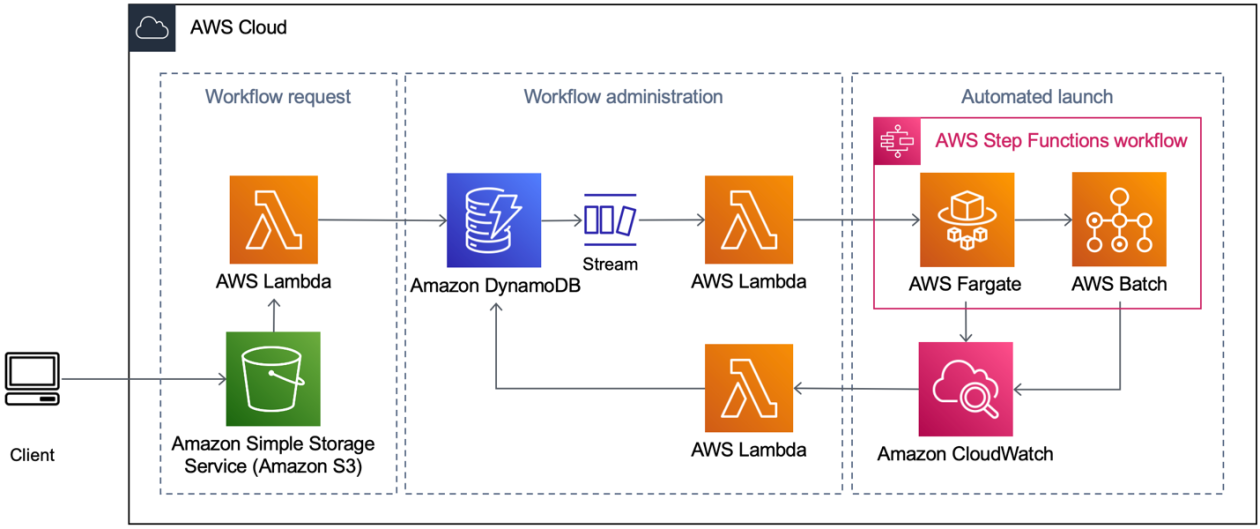 AWS Cloud
Workflow request
Workflow administration
Automated launch
AWS Step Functions workflow
AWS Lambda
Amazon DynamoDB
Stream
AWS Lambda
AWS Fargate
AWS Batch
Client
Amazon Simple Storage
Service (Amazon S3)
AWS Lambda
Amazon CloudWatch